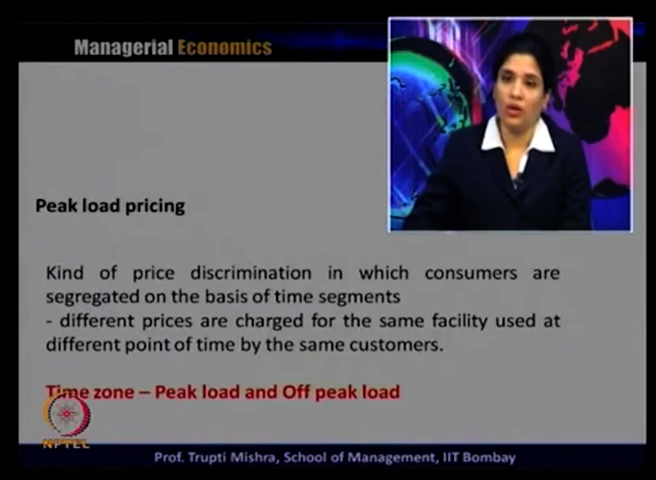 Managerial Economics
Peak load pricing
Kind of price discrimination in which consumers are
segregated on the basis of time segments
- different prices are charged for the same facility used at
different point of time by the same customers.
Time zone – Peak load and Off peak load
NPTEL
Prof. Trupti Mishra, School of Management, IIT Bombay